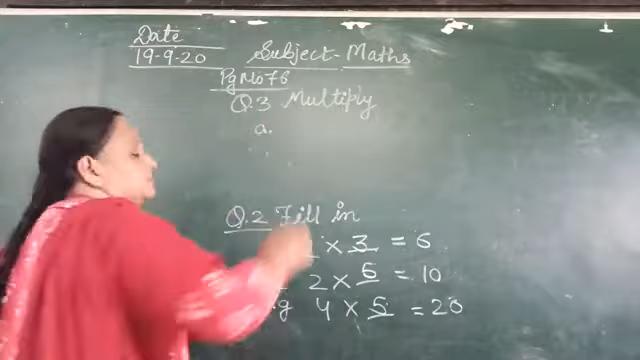 Date
19-9-20 Subject-Maths
Pg No 76
Q.3 Multiply
a.
Q.2 Fill in
× 3 = 6
2 × 5 = 10
g 4 × 5 = 20